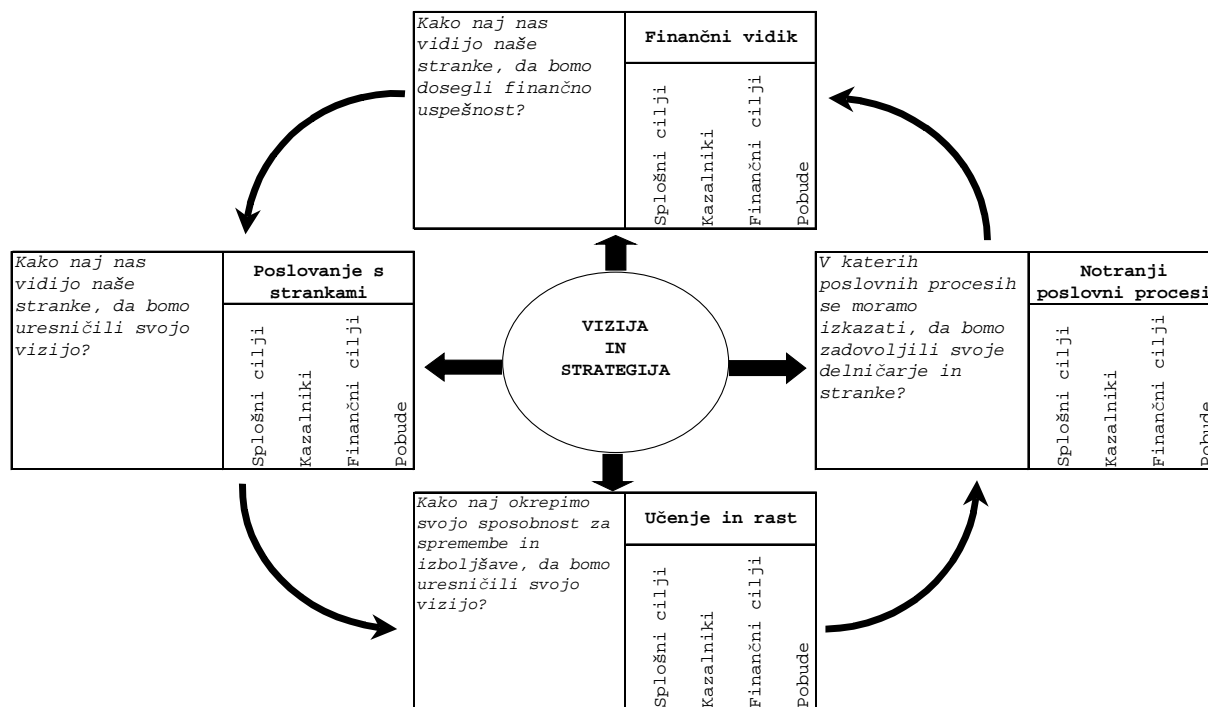 Kako naj nas
vidijo naše
stranke, da bomo
dosegli finančno
uspešnost?
Finančni vidik
Splošni cilji
Kazalniki
Finančni cilji
Pobude
Kako naj nas
vidijo naše
stranke, da bomo
uresničili svojo
vizijo?
Poslovanje s
strankami
Splošni cilji
Kazalniki
Finančni cilji
Pobude
VIZIJA
IN
STRATEGIJA
V katerih
poslovnih procesih
se moramo
izkazati, da bomo
zadovoljili svoje
delničarje in
stranke?
Notranji
poslovni procesi
Splošni cilji
Kazalniki
Finančni cilji
Pobude
Kako naj okrepimo
svojo sposobnost za
spremembe in
izboljšave, da bomo
uresničili svojo
vizijo?
Učenje in rast
Splošni cilji
Kazalniki
Finančni cilji
Pobude